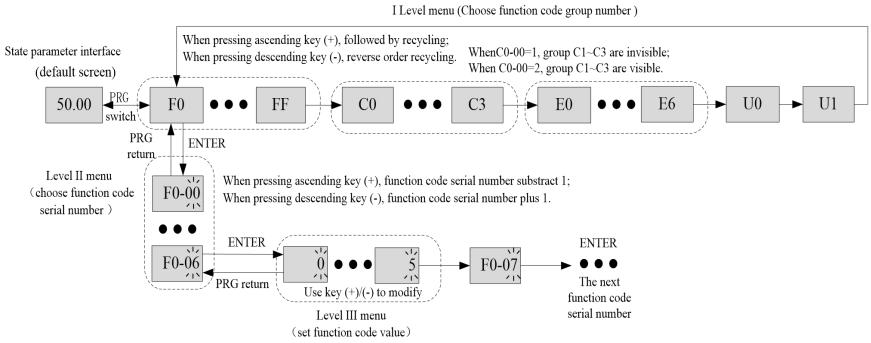 I Level menu (Choose function code group number )
State parameter interface
(default screen)
When pressing ascending key (+), followed by recycling;
When pressing descending key (-), reverse order recycling.
WhenC0-00=1, group C1~C3 are invisible;
When C0-00=2, group C1~C3 are visible.
50.00
PRG
switch
F0
FF
C0
C3
E0
E6
U0
U1
PRG
return
ENTER
Level II menu
(choose function code
serial number )
F0-00
When pressing ascending key (+), function code serial number substract 1;
When pressing descending key (-), function code serial number plus 1.
F0-06
ENTER
PRG return
0
5
Use key (+)/(-) to modify
F0-07
ENTER
The next
function code
serial number
Level III menu
(set function code value)